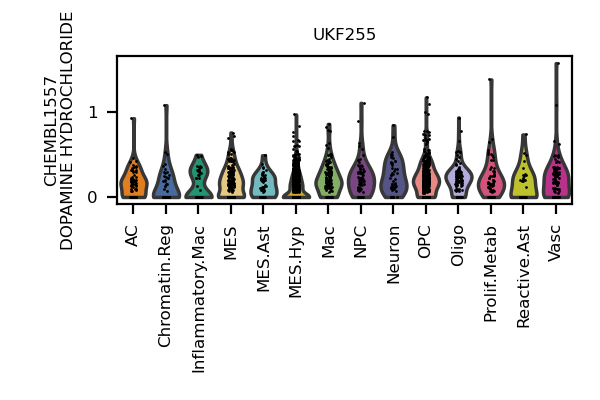 UKF255
CHEMBL1557
DOPAMINE HYDROCHLORIDE
1
0
AC
Chromatin.Reg
Inflammatory.Mac
MES
MES.Ast
MES.Hyp
Mac
NPC
Neuron
OPC
Oligo
Prolif.Metab
Reactive.Ast
Vasc